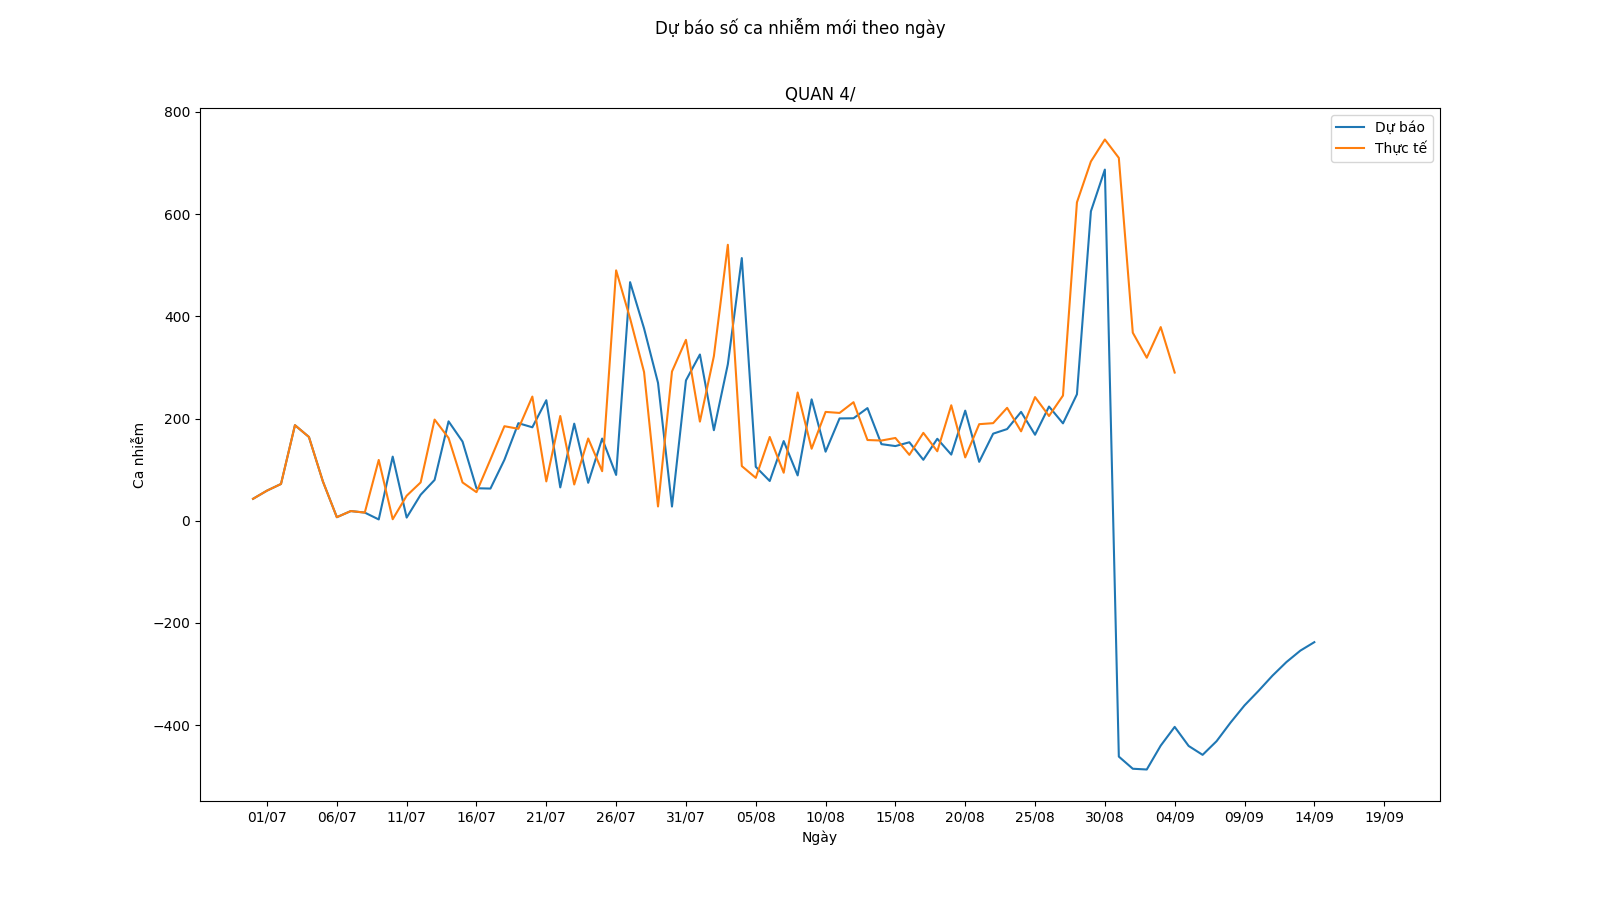 Dự báo số ca nhiễm mới theo ngày
QUAN 4/
800
600
400
200
0
−200
−400
Ca nhiễm
Dự báo
Thực tế
01/07 06/07 11/07 16/07 21/07 26/07 31/07 05/08 10/08 15/08 20/08 25/08 30/08 04/09 09/09 14/09 19/09
Ngày